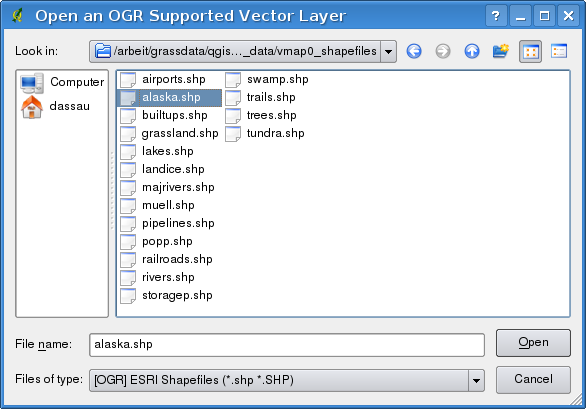 Open an OGR Supported Vector Layer
Look in: /arbeit/grassdata/qgis..._data/vmap0_shapefiles
Computer
dassau
airports.shp
alaska.shp
builtups.shp
grassland.shp
lakes.shp
landice.shp
majrivers.shp
muell.shp
pipelines.shp
popp.shp
railroads.shp
rivers.shp
storagep.shp
swamp.shp
trails.shp
trees.shp
tundra.shp
File name: alaska.shp
Open
Files of type: [OGR] ESRI Shapefiles (*.shp *.SHP)
Cancel